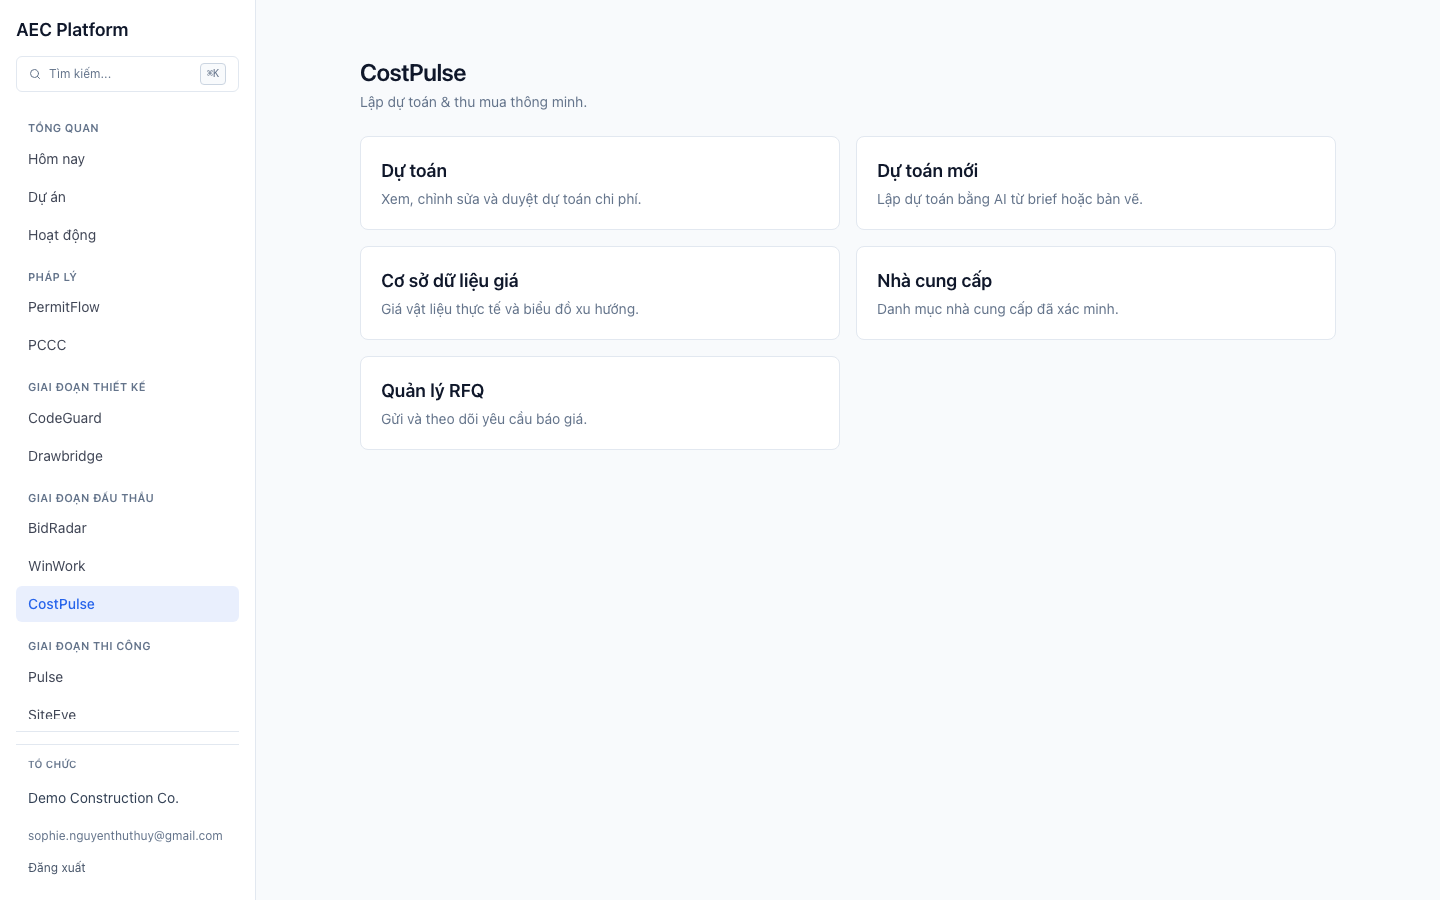 AEC Platform
Tìm kiếm...
⌘K
TỔNG QUAN
Hôm nay
Dự án
Hoạt động
PHÁP LÝ
PermitFlow
PCCC
GIAI ĐOẠN THIẾT KẾ
CodeGuard
Drawbridge
GIAI ĐOẠN ĐẤU THẦU
BidRadar
WinWork
CostPulse
GIAI ĐOẠN THI CÔNG
Pulse
SiteEye
TỔ CHỨC
Demo Construction Co.
sophie.nguyenthuthuy@gmail.com
Đăng xuất
CostPulse
Lập dự toán & thu mua thông minh.
Dự toán
Xem, chỉnh sửa và duyệt dự toán chi phí.
Dự toán mới
Lập dự toán bằng AI từ brief hoặc bản vẽ.
Cơ sở dữ liệu giá
Giá vật liệu thực tế và biểu đồ xu hướng.
Nhà cung cấp
Danh mục nhà cung cấp đã xác minh.
Quản lý RFQ
Gửi và theo dõi yêu cầu báo giá.